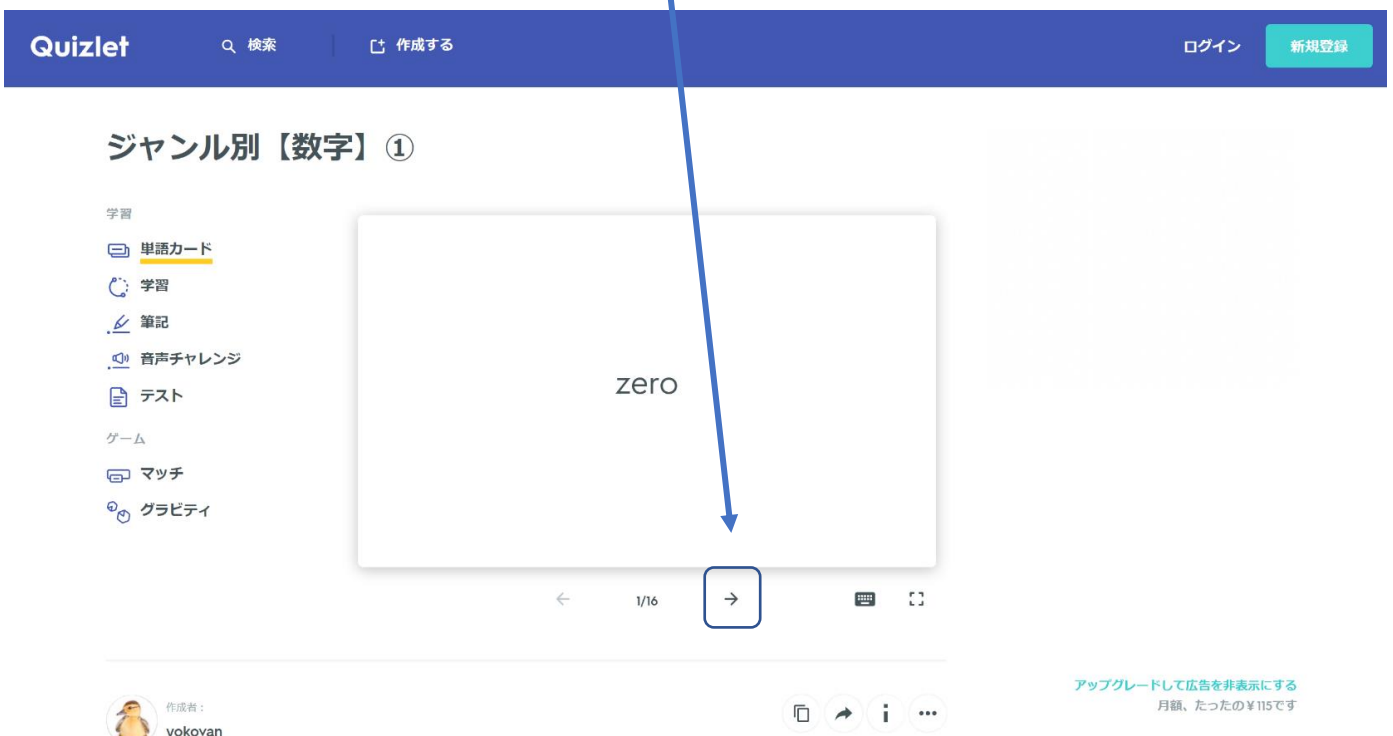 Quizlet 検索 作成する ログイン 新規登録
ジャンル別【数字】①
学習
単語カード
学習
筆記
音声チャレンジ
テスト
ゲーム
マッチ
グラビティ
zero
1/16
アップグレードして広告を非表示にする
月額、たったの¥115です
作成者：
yokoyan